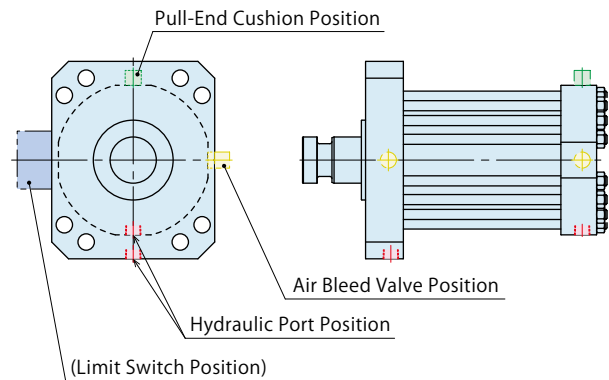 Pull-End Cushion Position
Air Bleed Valve Position
Hydraulic Port Position
(Limit Switch Position)